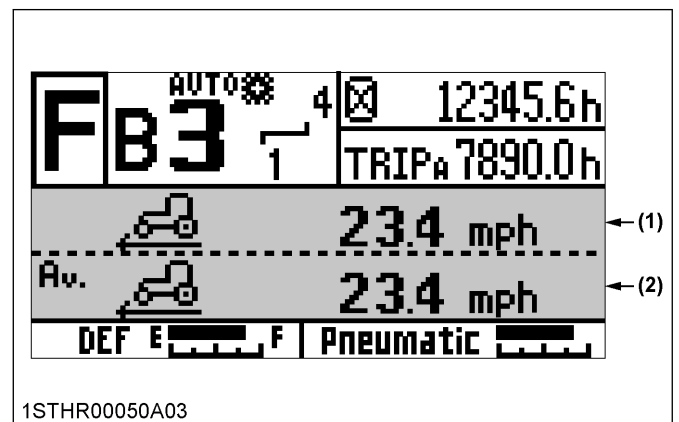 F B3 AUTO 1 4
12345.6h
TRIPA 7890.0h
23.4 mph (1)
Av. 23.4 mph (2)
DEF E F Pneumatic
1STHR00050A03